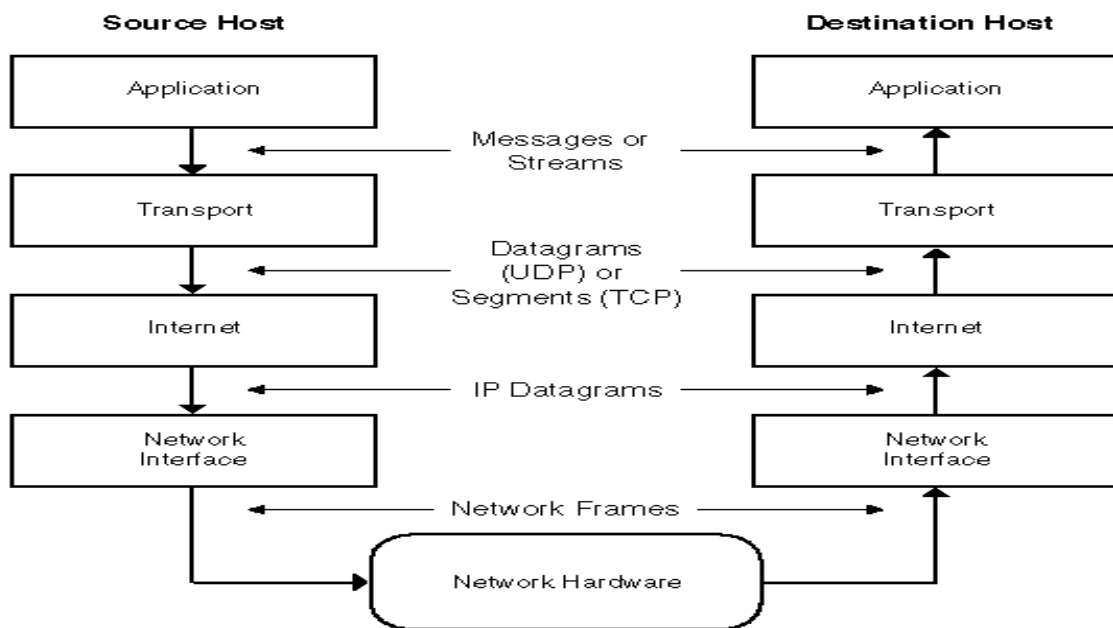 Source Host
Destination Host
Application
Application
Messages or
Streams
Transport
Transport
Datagrams
(UDP) or
Segments (TCP)
Internet
Internet
IP Datagrams
Network
Interface
Network
Interface
Network Frames
Network Hardware